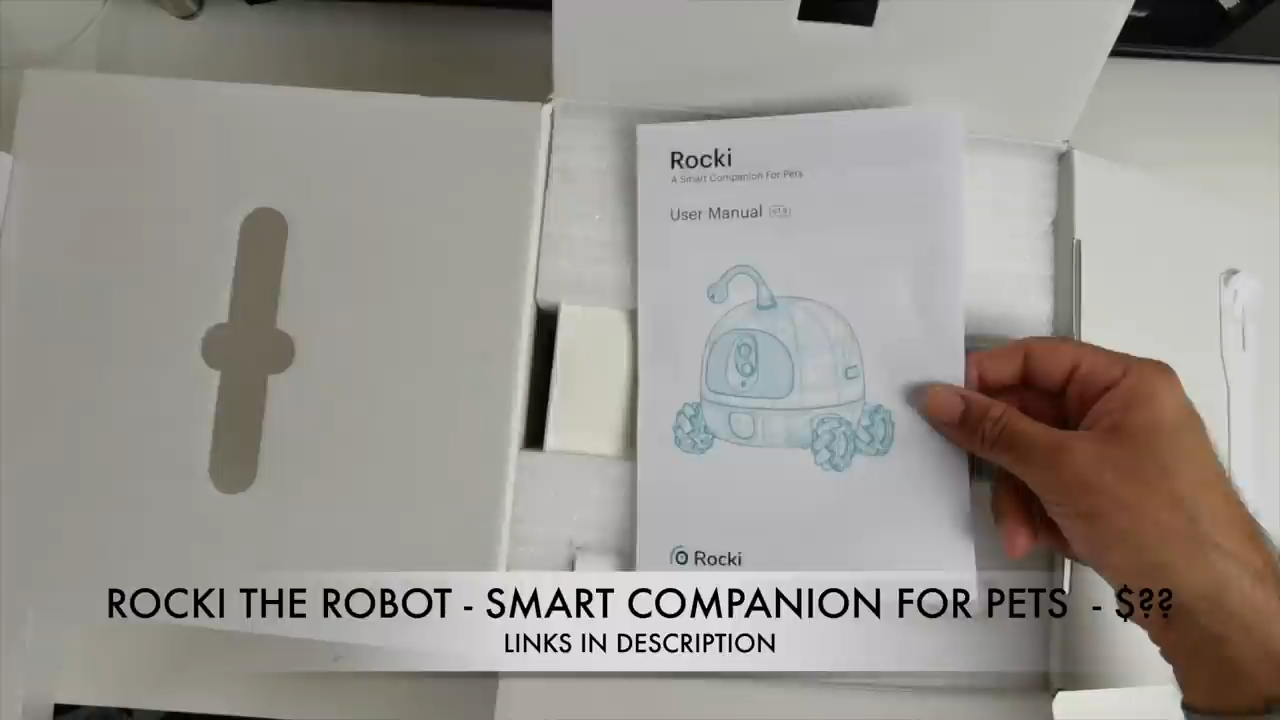 Rocki
A Smart Companion For Pets
User Manual
Rocki
ROCKI THE ROBOT - SMART COMPANION FOR PETS - $??
LINKS IN DESCRIPTION